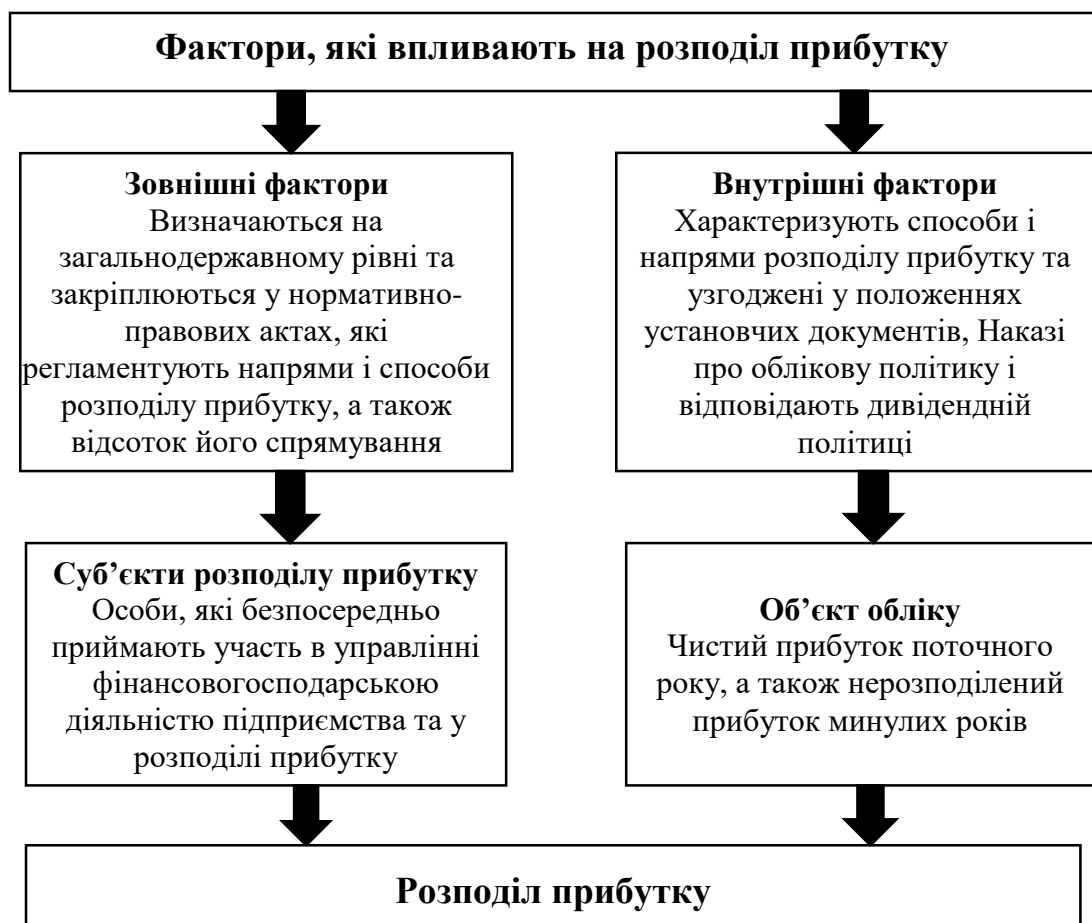 Фактори, які впливають на розподіл прибутку
Зовнішні фактори
Визначаються на
загальнодержавному рівні та
закріплюються у нормативно-
правових актах, які
регламентують напрями і способи
розподілу прибутку, а також
відсоток його спрямування
Внутрішні фактори
Характеризують способи і
напрями розподілу прибутку та
узгоджені у положеннях
установчих документів, Наказі
про облікову політику і
відповідають дивідендній
політиці
Суб’єкти розподілу прибутку
Особи, які безпосередньо
приймають участь в управлінні
фінансовогосподарською
діяльністю підприємства та у
розподілі прибутку
Об’єкт обліку
Чистий прибуток поточного
року, а також нерозподілений
прибуток минулих років
Розподіл прибутку